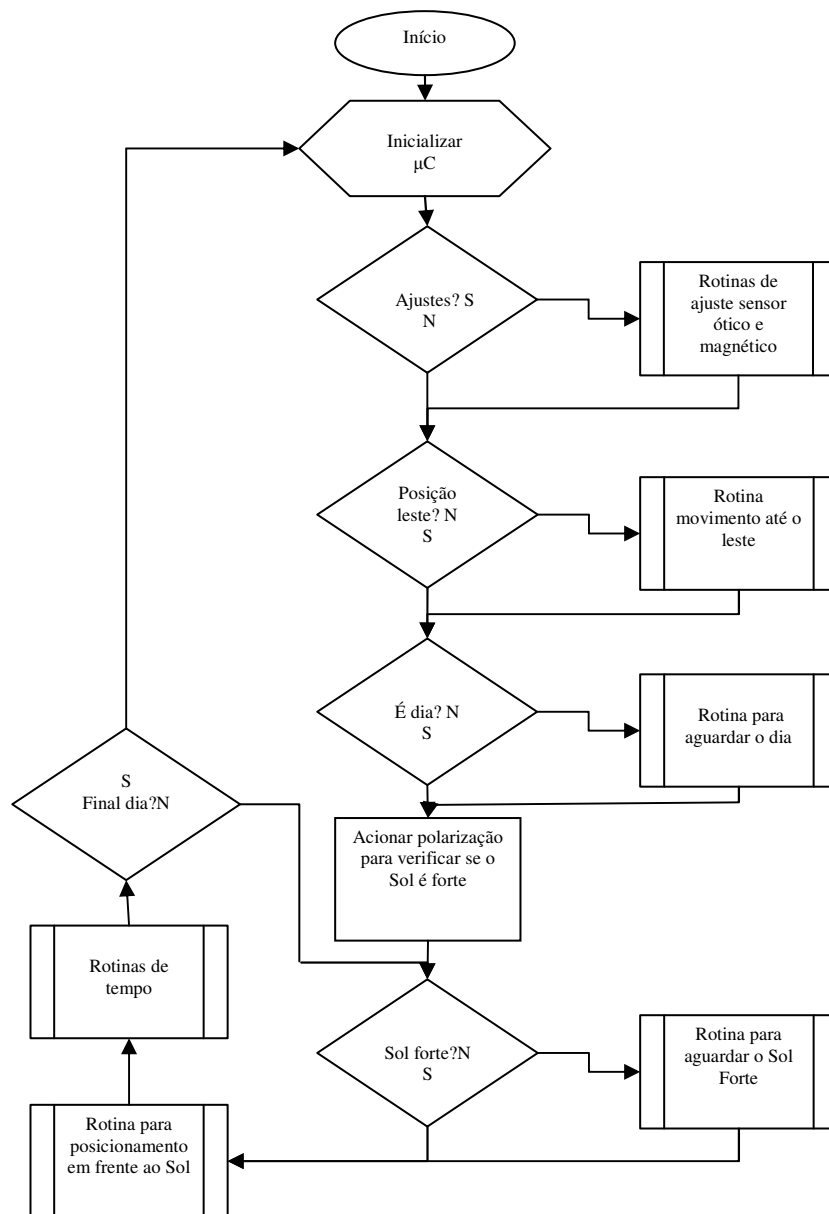 Início
Inicializar
μC
Ajustes? S
N
Rotinas de
ajuste sensor
ótico e
magnético
Posição
leste? N
S
Rotina
movimento até o
leste
É dia? N
S
Rotina para
aguardar o dia
S
Final dia?N
Acionar polarização
para verificar se o
Sol é forte
Rotinas de
tempo
Sol forte?N
S
Rotina para
aguardar o Sol
Forte
Rotina para
posicionamento
em frente ao Sol